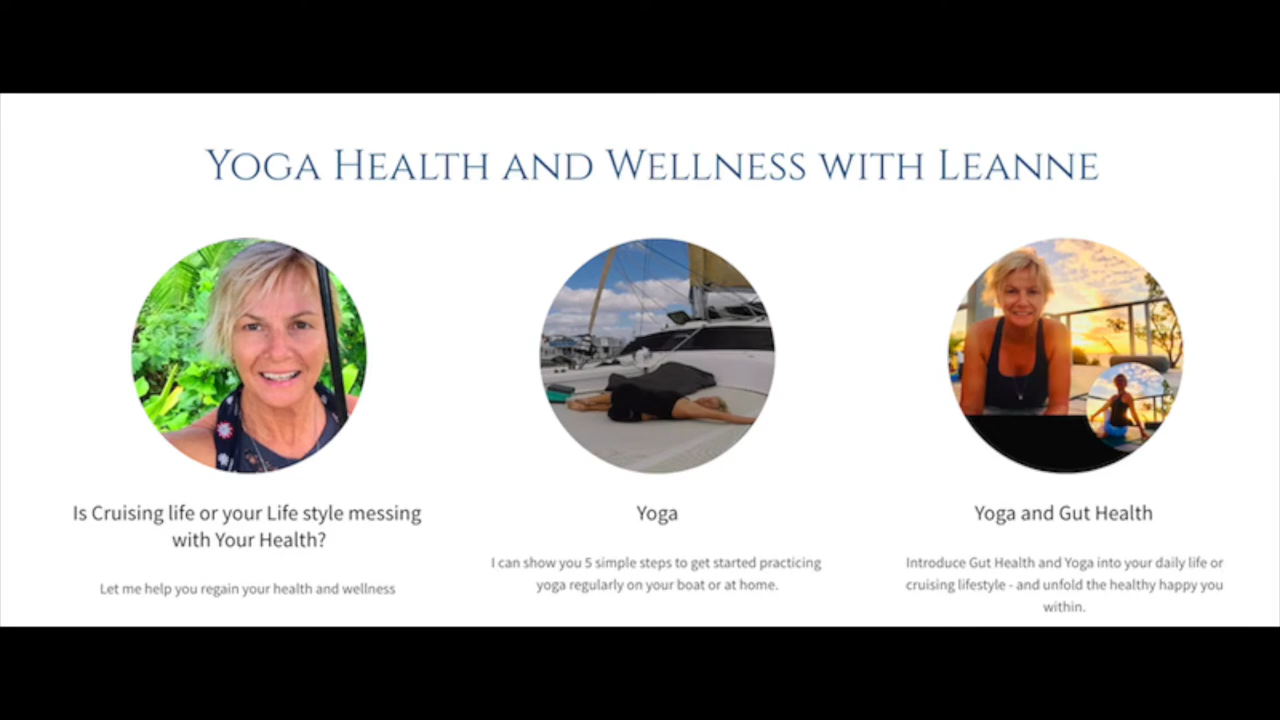 Yoga Health and Wellness with Leanne
Is Cruising life or your Life style messing
with Your Health?
Let me help you regain your health and wellness
Yoga
I can show you 5 simple steps to get started practicing
yoga regularly on your boat or at home.
Yoga and Gut Health
Introduce Gut Health and Yoga into your daily life or
cruising lifestyle - and unfold the healthy happy you
within.